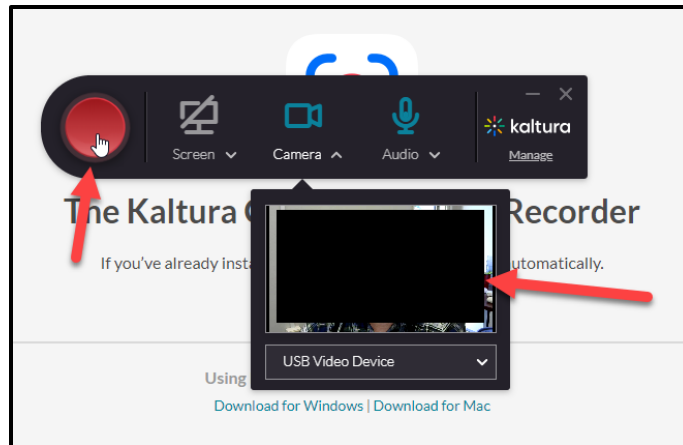 Screen
Camera
Audio
kaltura
Manage
The Kaltura Recorder
If you've already automatically.
USB Video Device
Using
Download for Windows | Download for Mac